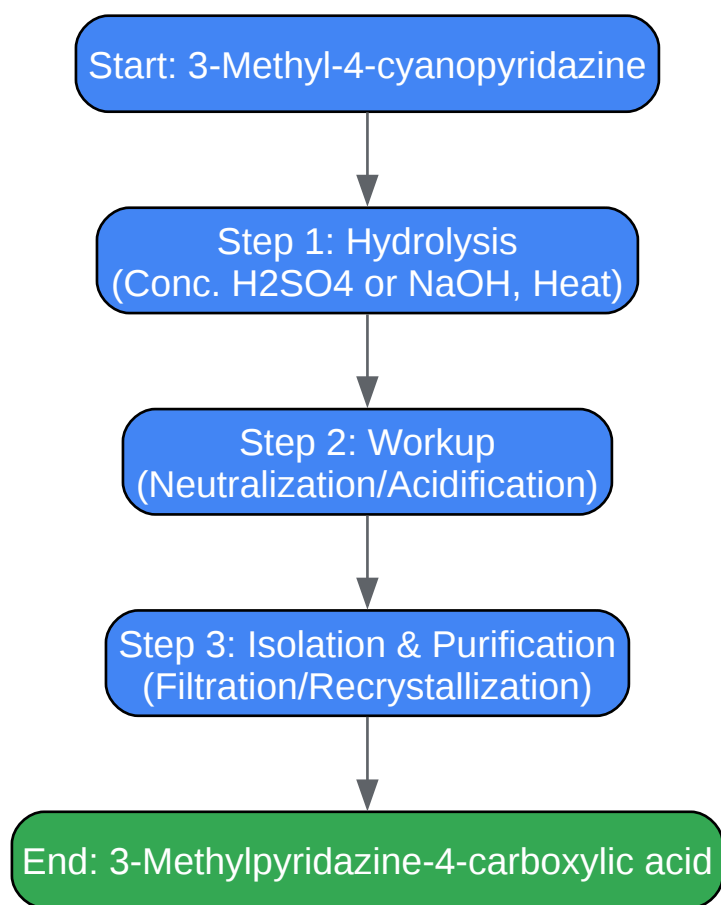 Start: 3-Methyl-4-cyanopyridazine
Step 1: Hydrolysis
(Conc. H2SO4 or NaOH, Heat)
Step 2: Workup
(Neutralization/Acidification)
Step 3: Isolation & Purification
(Filtration/Recrystallization)
End: 3-Methylpyridazine-4-carboxylic acid